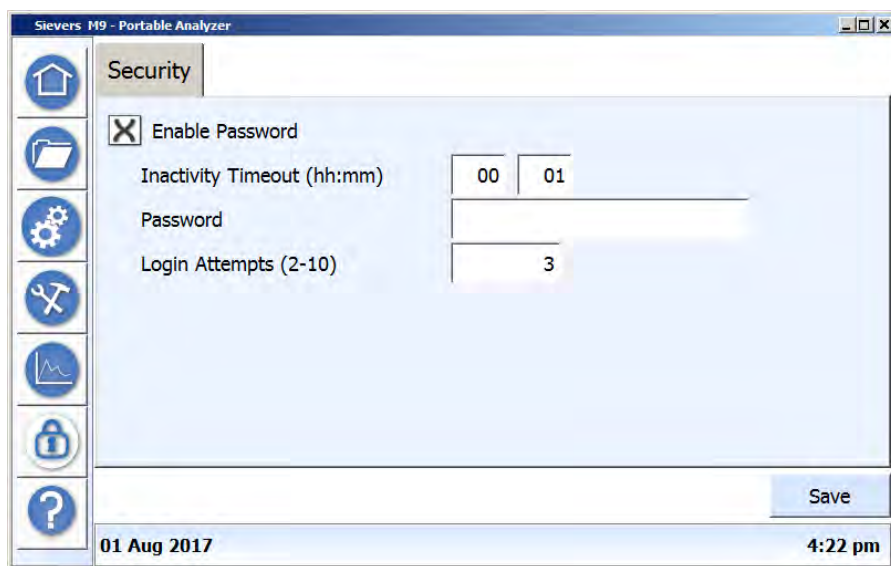 Sievers M9 - Portable Analyzer
Security
Enable Password
Inactivity Timeout (hh:mm) 00 01
Password
Login Attempts (2-10) 3
Save
01 Aug 2017 4:22 pm